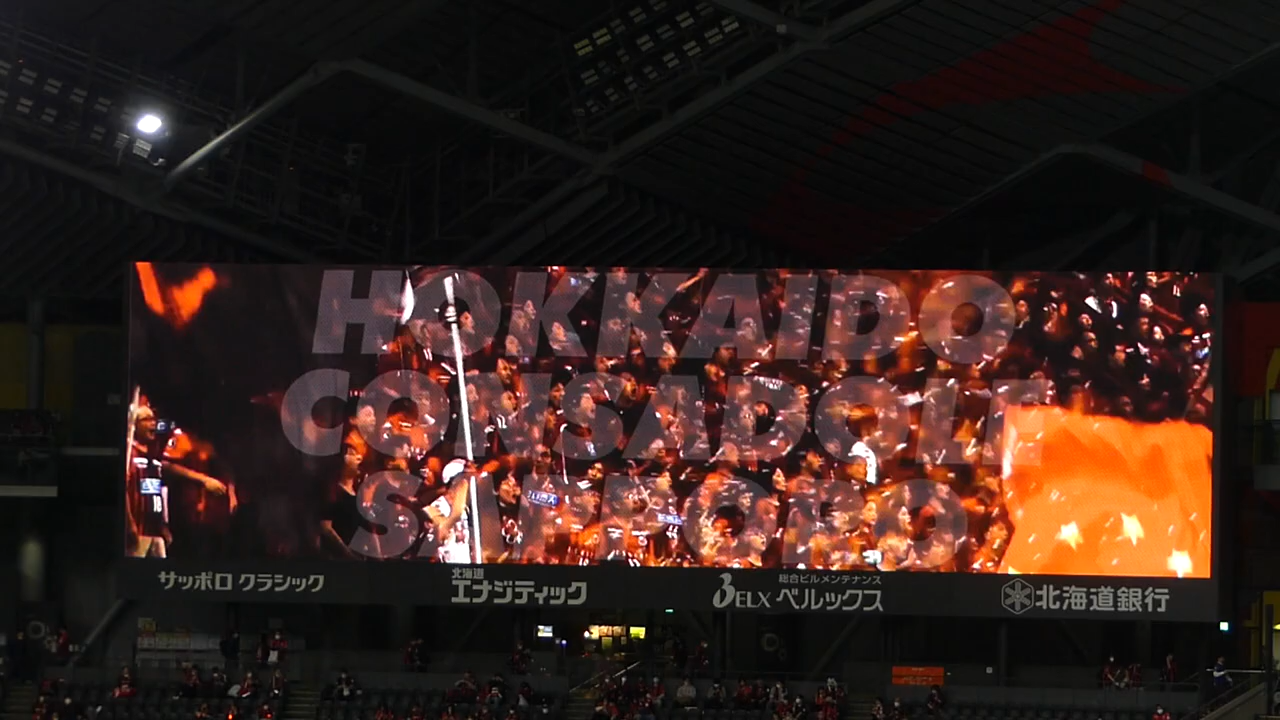 HOKKAIDO
CONSADOLE
SAPPORO
サッポロ クラシック
北海道
エナジティック
BELX
総合ビルメンテナンス
ベルックス
北海道銀行